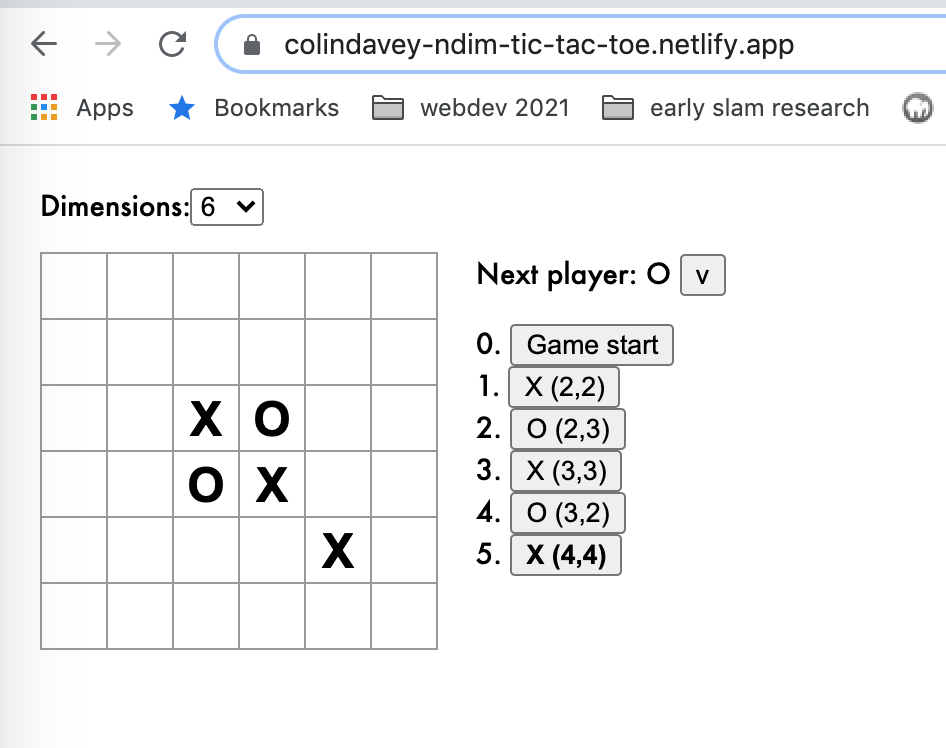 colindavey-ndim-tic-tac-toe.netlify.app
Apps Bookmarks webdev 2021 early slam research
Dimensions: 6
Next player: O v
0. Game start
1. X (2,2)
2. O (2,3)
3. X (3,3)
4. O (3,2)
5. X (4,4)
X O
O X
X